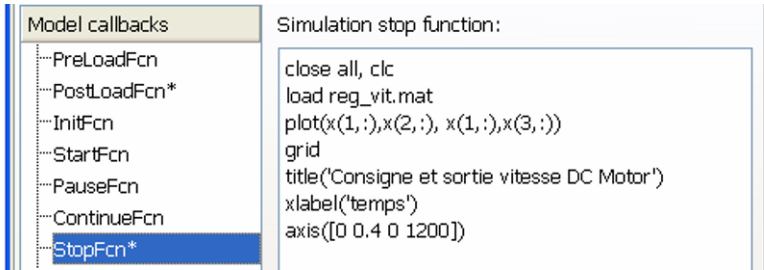 Model callbacks
PreLoadFcn
PostLoadFcn*
InitFcn
StartFcn
PauseFcn
ContinueFcn
StopFcn*
Simulation stop function:
close all, clc
load reg_vit.mat
plot(x(1,:),x(2,:), x(1,:),x(3,:))
grid
title('Consigne et sortie vitesse DC Motor')
xlabel('temps')
axis([0 0.4 0 1200])